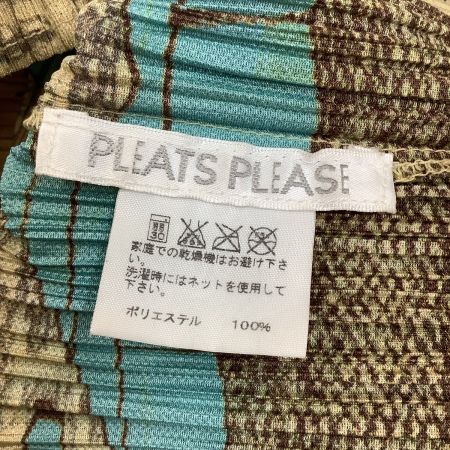 PLEATS PLEASE
家庭での乾燥機はお避け下さ
い。
洗濯時にはネットを使用して
下さい。
ポリエステル 100%